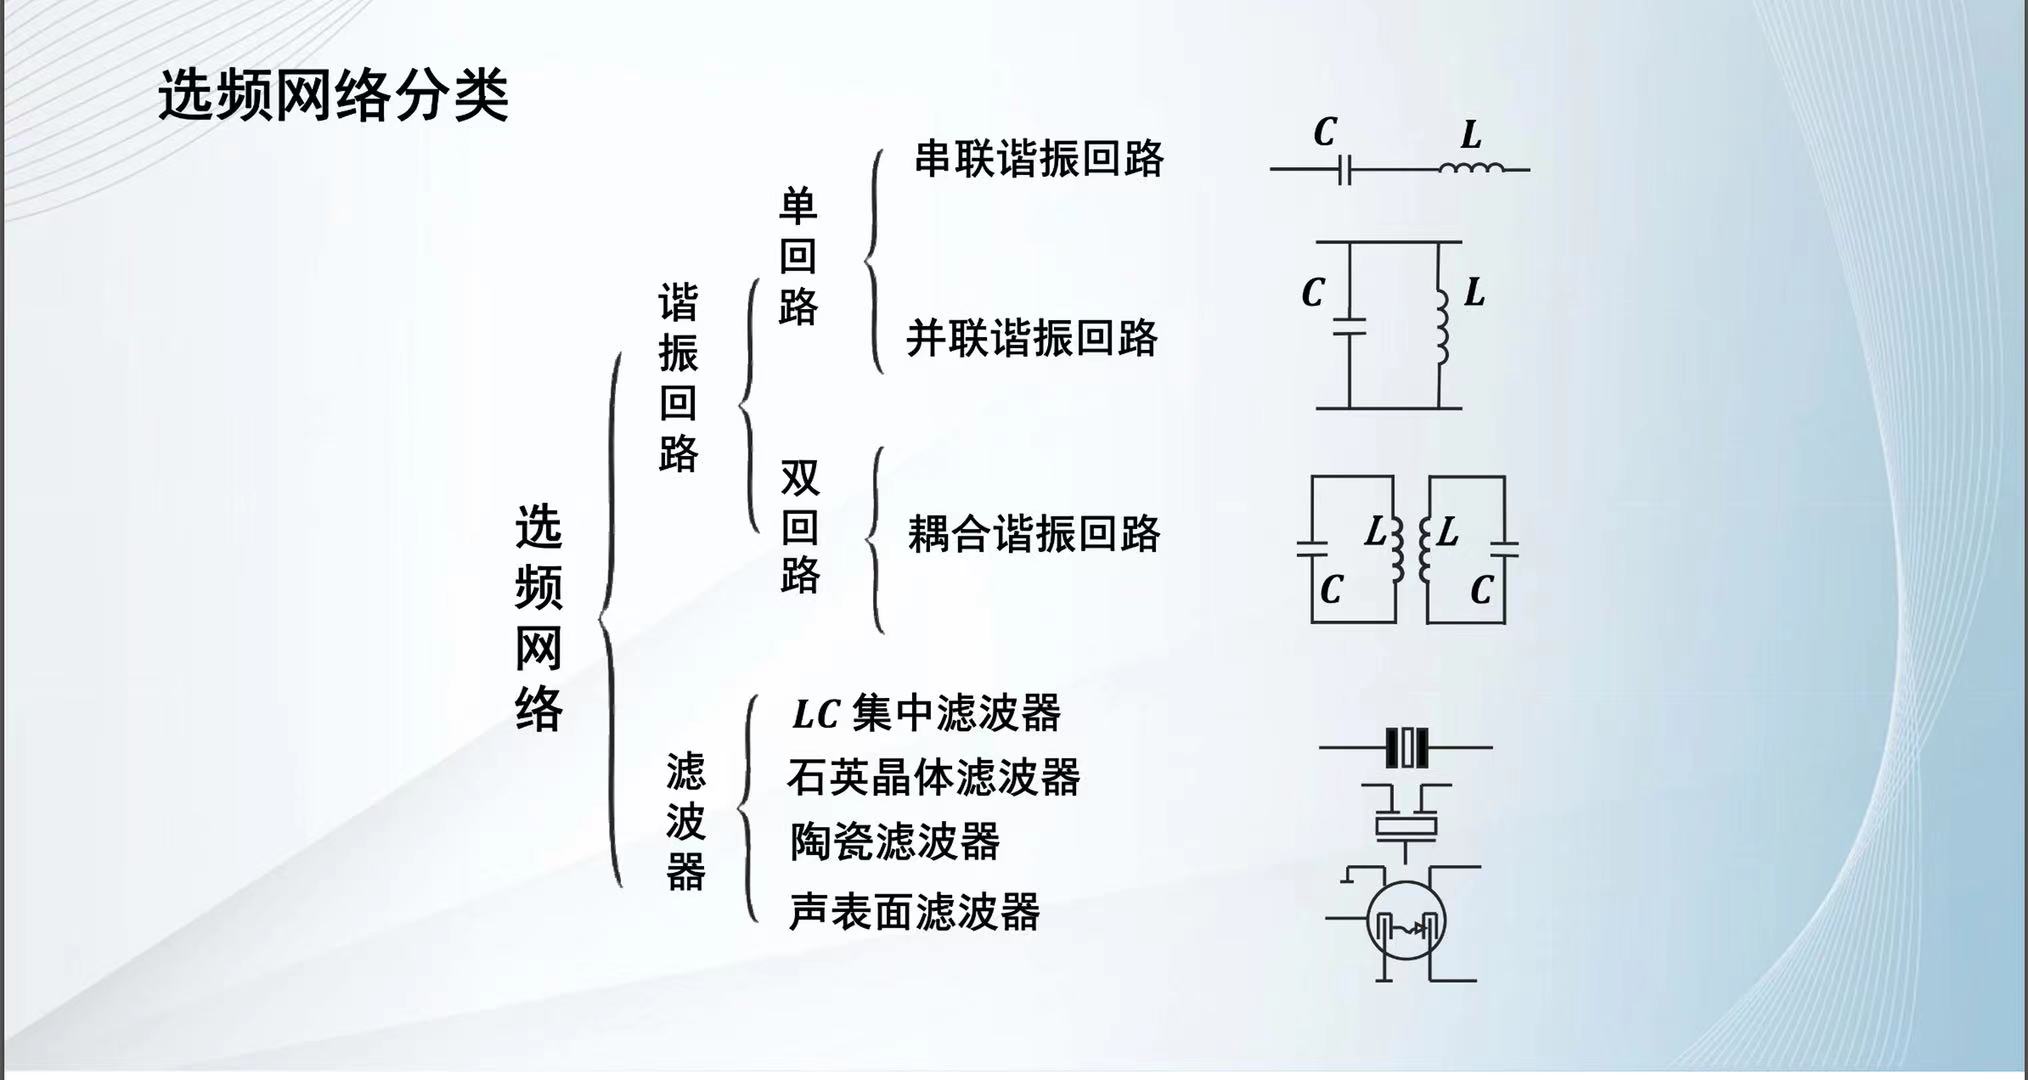 选频网络分类
选频网络
谐振回路
单回路
串联谐振回路
C
L
并联谐振回路
C
L
双回路
耦合谐振回路
L
L
C
C
滤波器
LC 集中滤波器
石英晶体滤波器
陶瓷滤波器
声表面滤波器